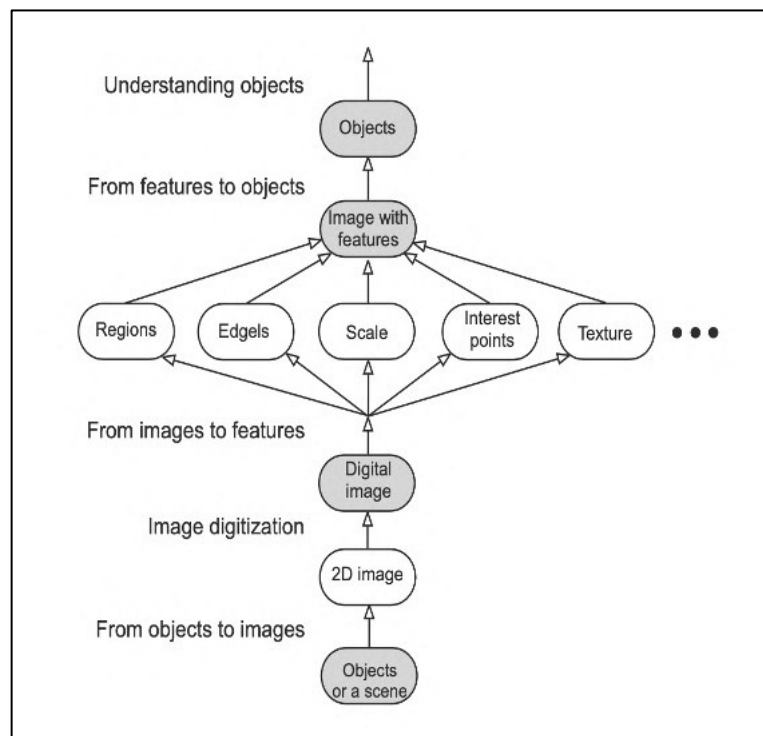 Understanding objects
Objects
From features to objects
Image with
features
Regions
Edgels
Scale
Interest
points
Texture
From images to features
Digital
image
Image digitization
2D image
From objects to images
Objects
or a scene